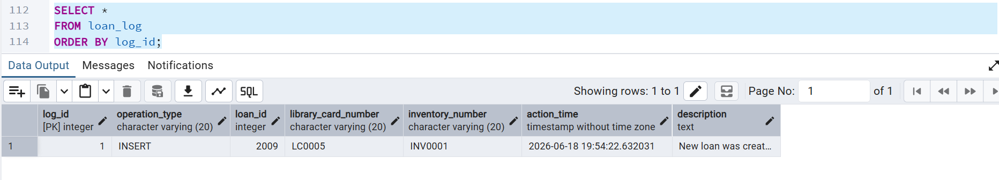 112 SELECT *
113 FROM loan_log
114 ORDER BY log_id;
Data Output Messages Notifications
SQL Showing rows: 1 to 1 Page No: 1 of 1
log_id operation_type loan_id library_card_number inventory_number action_time description
[PK] integer character varying (20) integer character varying (20) character varying (20) timestamp without time zone text
1 1 INSERT 2009 LC0005 INV0001 2026-06-18 19:54:22.632031 New loan was creat...